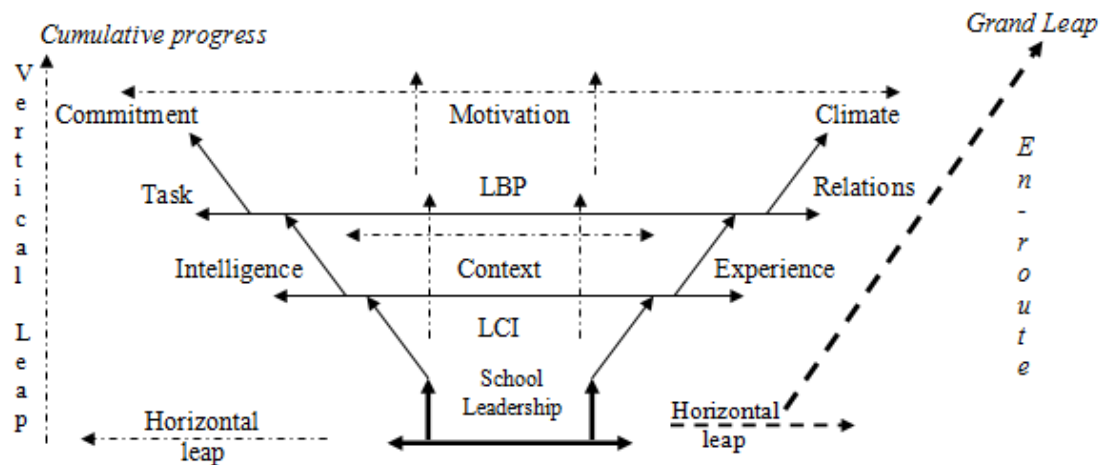 Grand Leap
Cumulative progress
Vertical Leap
Commitment
Motivation
Climate
En-route
Task
LBP
Relations
Intelligence
Context
Experience
LCI
School
Leadership
Horizontal
leap
Horizontal
leap